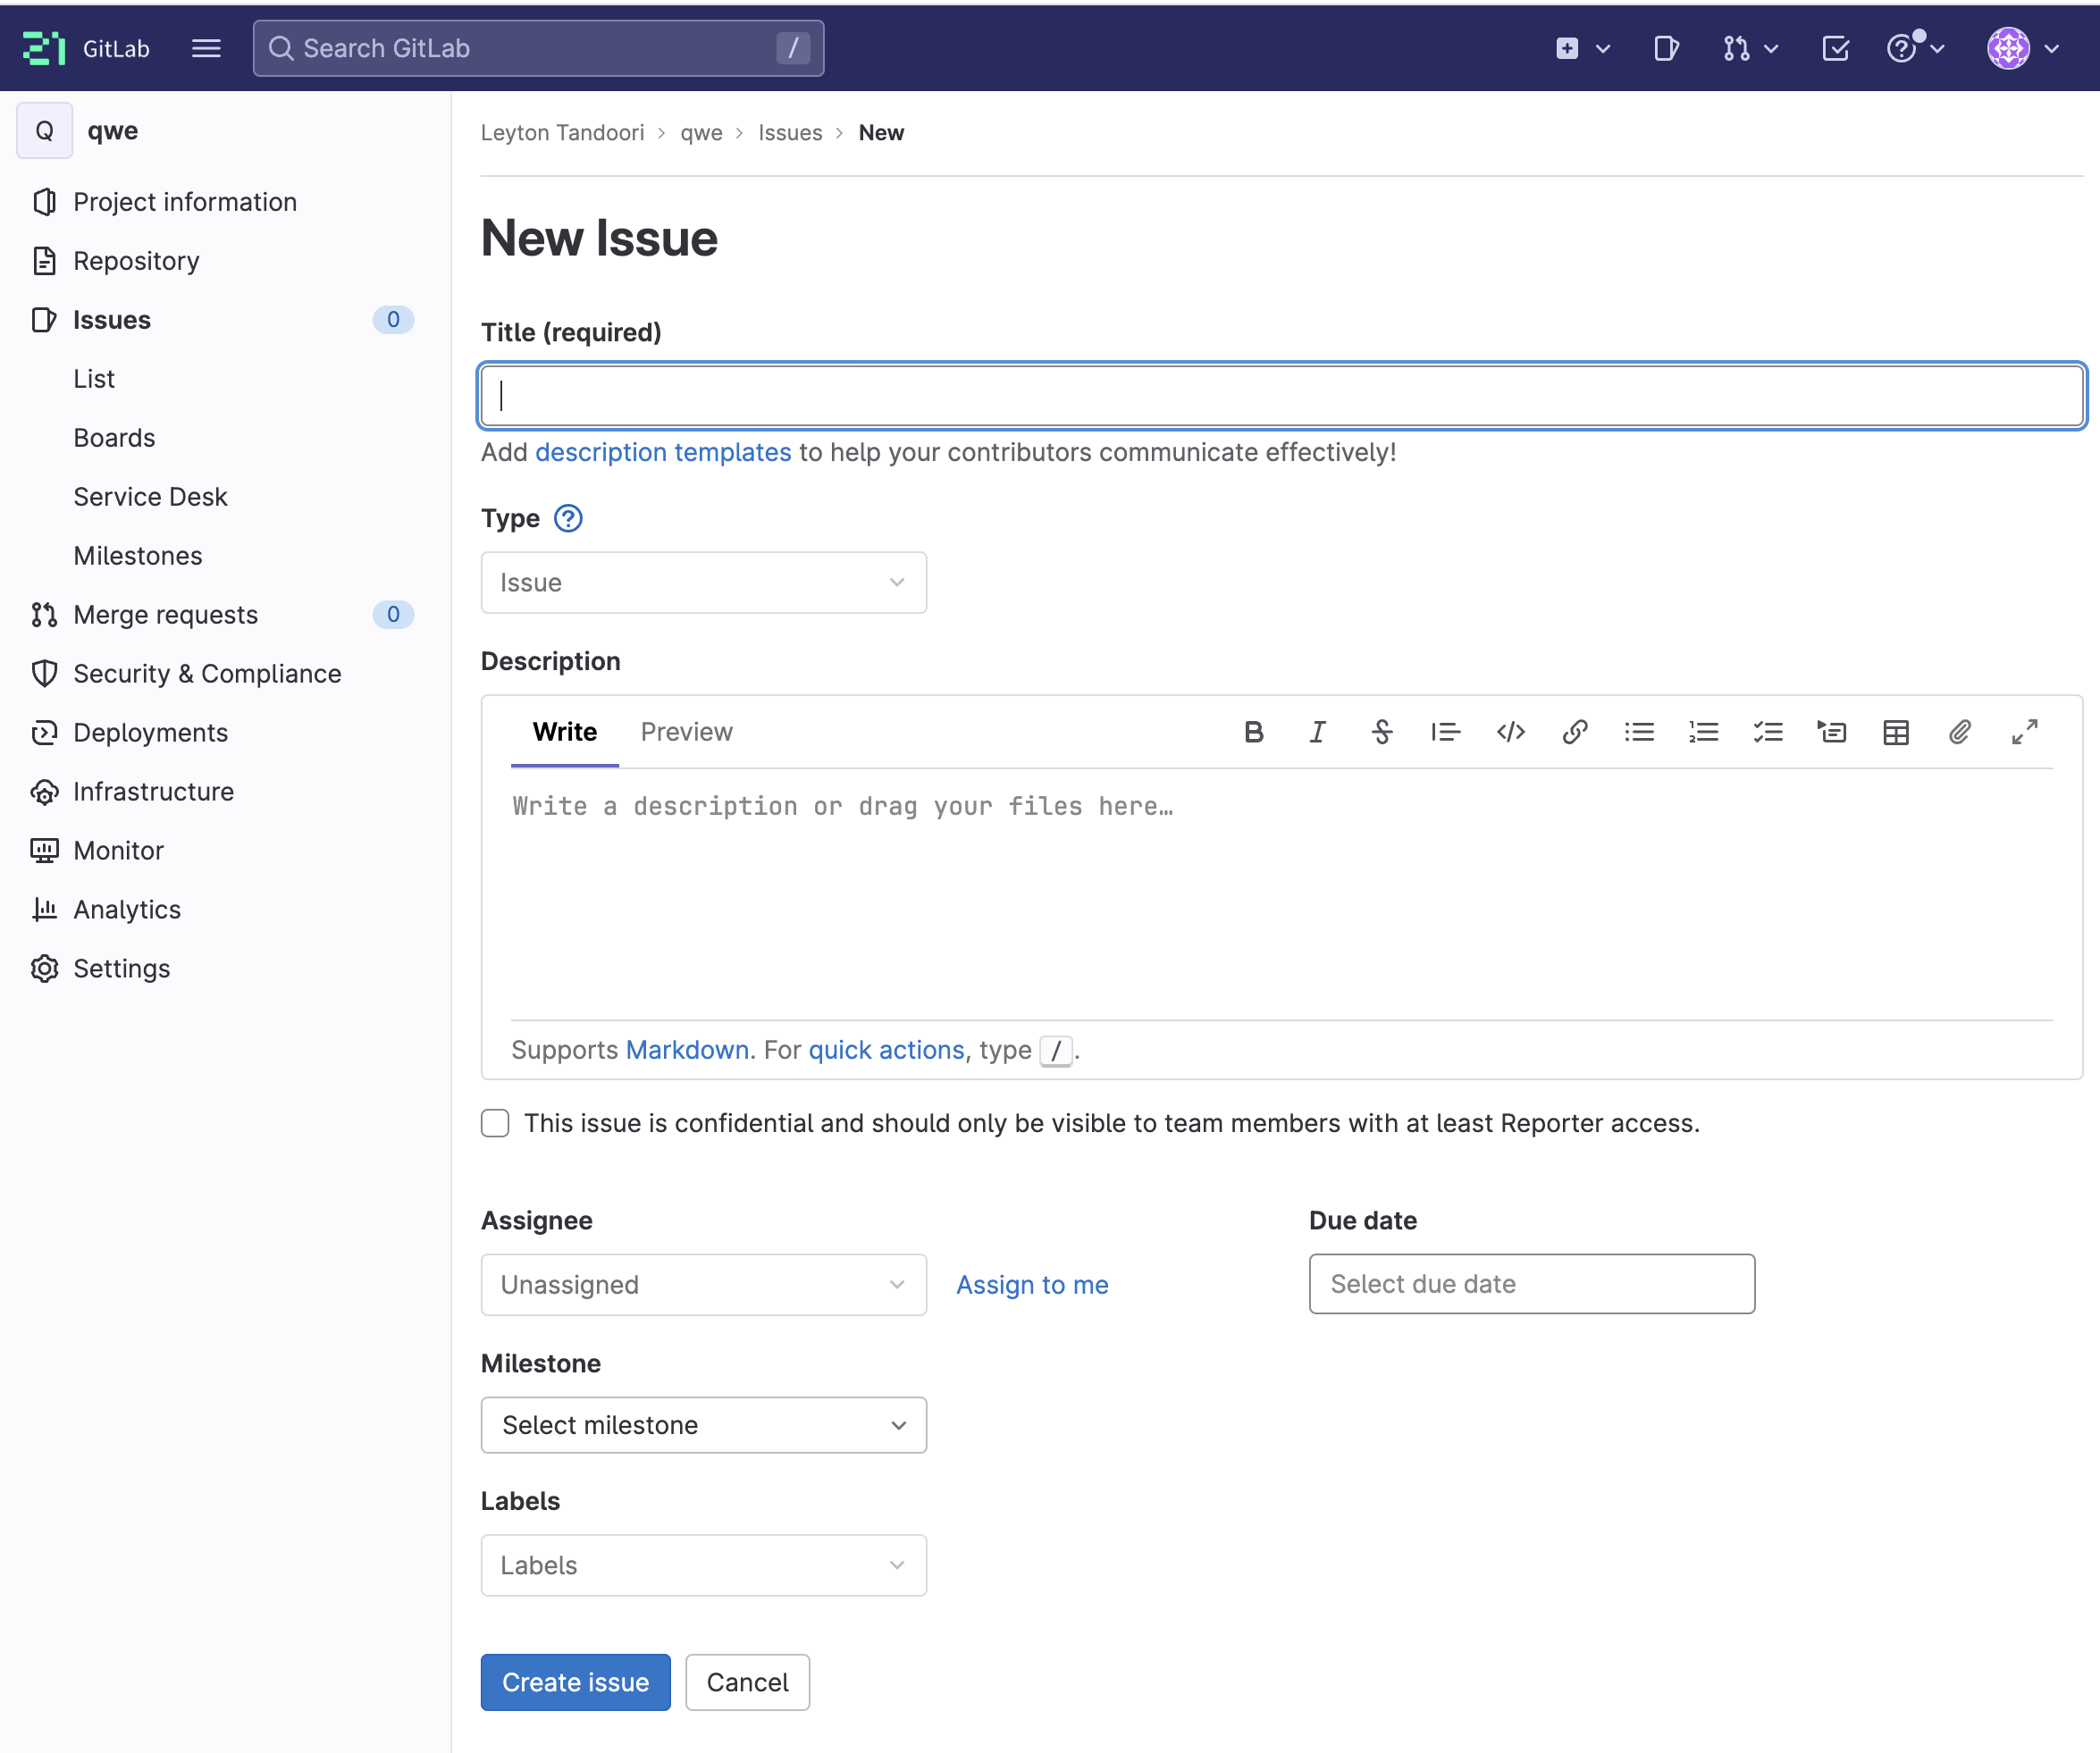 GitLab
Search GitLab
/
Q
qwe
Project information
Repository
Issues
0
List
Boards
Service Desk
Milestones
Merge requests
0
Security & Compliance
Deployments
Infrastructure
Monitor
Analytics
Settings
Leyton Tandoori > qwe > Issues > New
New Issue
Title (required)
Add description templates to help your contributors communicate effectively!
Type
Issue
Description
Write
Preview
Write a description or drag your files here…
Supports Markdown. For quick actions, type /.
This issue is confidential and should only be visible to team members with at least Reporter access.
Assignee
Unassigned
Assign to me
Due date
Select due date
Milestone
Select milestone
Labels
Labels
Create issue
Cancel